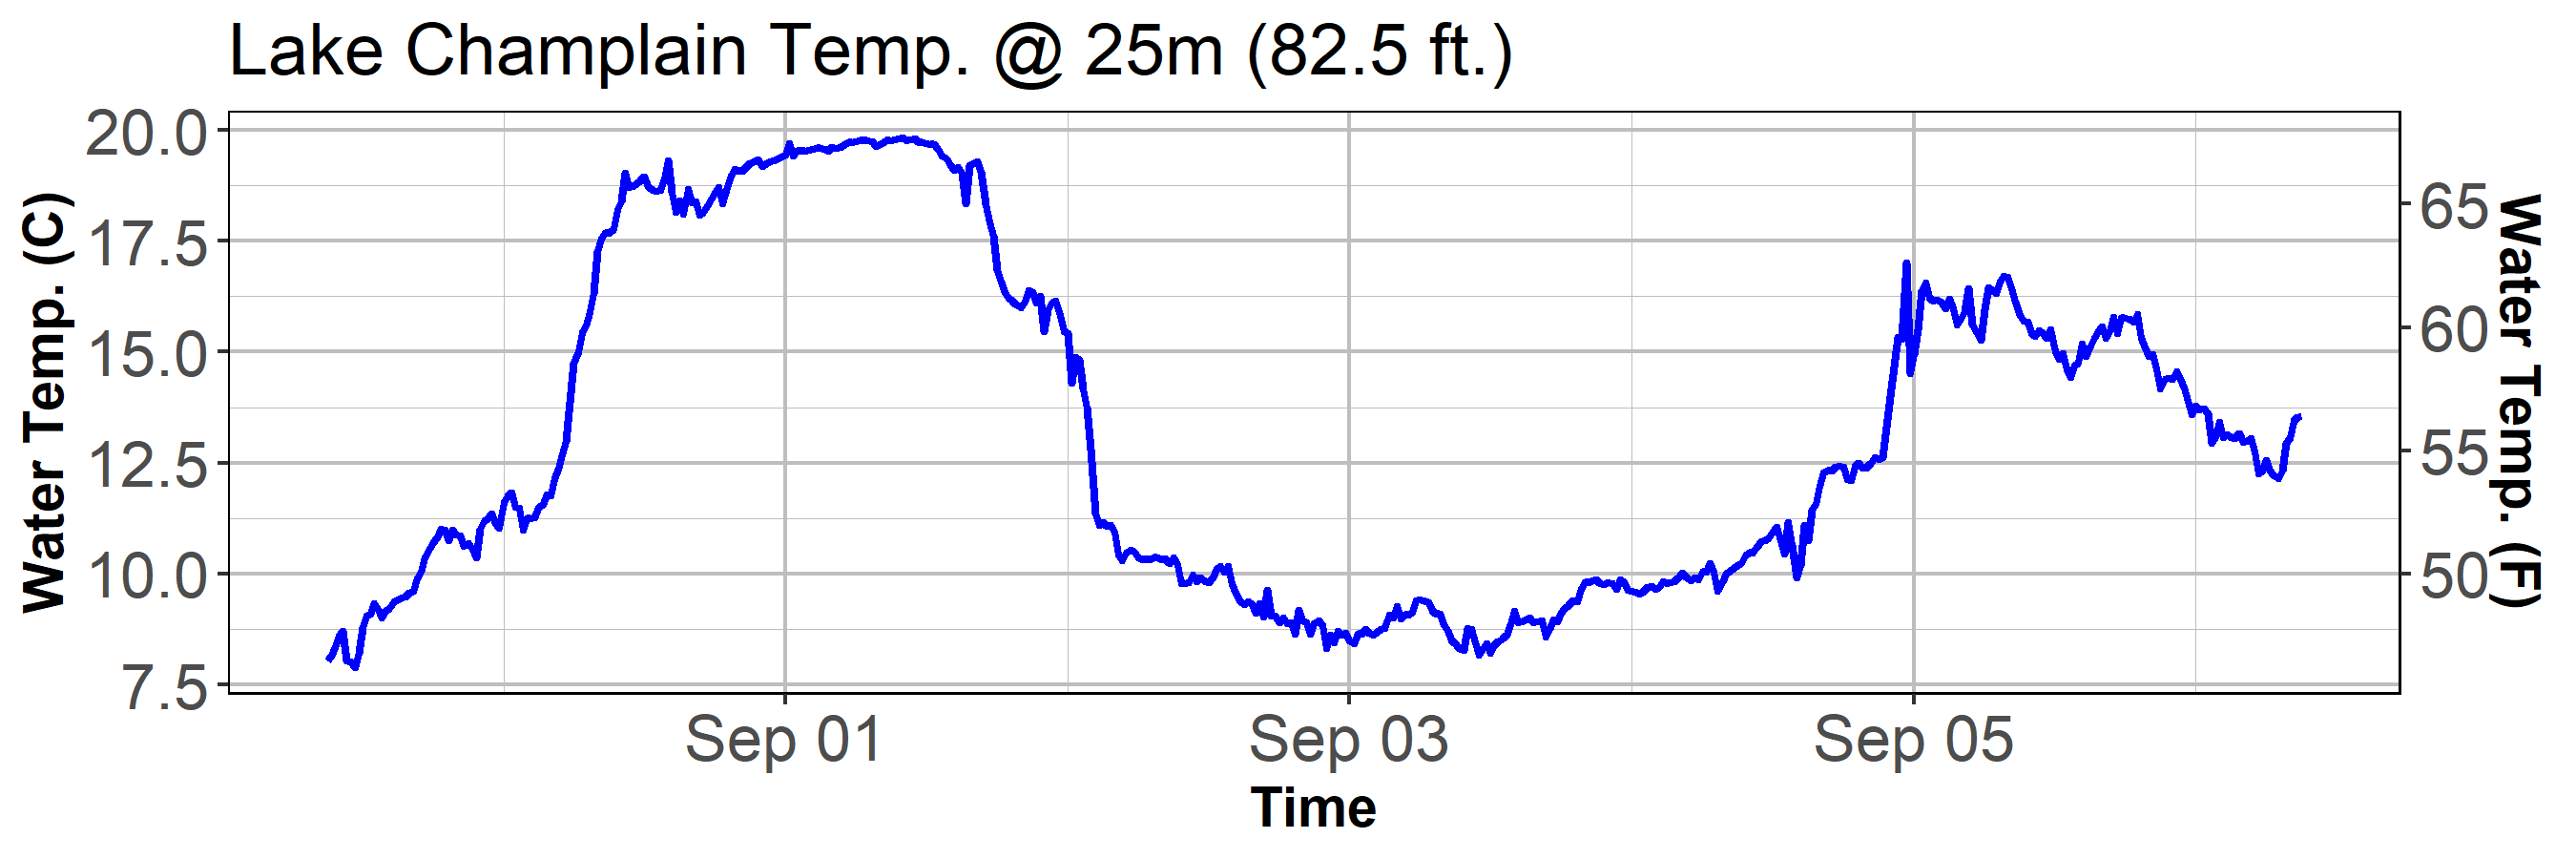 Lake Champlain Temp. @ 25m (82.5 ft.)
Water Temp. (C)
20.0
17.5
15.0
12.5
10.0
7.5
65
60
55
50
Water Temp. (F)
Sep 01 Sep 03 Sep 05
Time